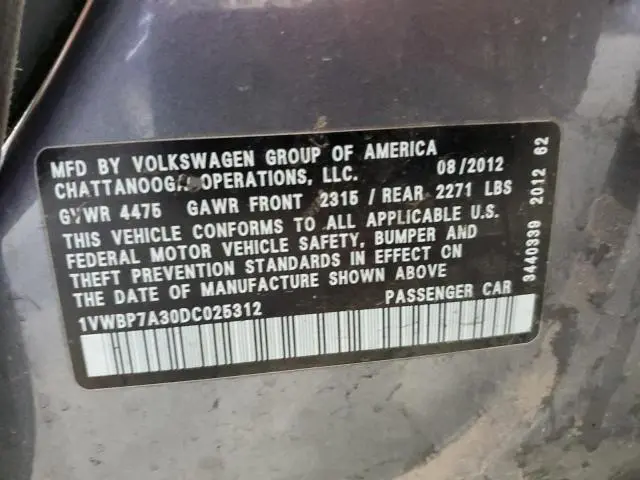 MFD BY VOLKSWAGEN GROUP OF AMERICA
CHATTANOOGA OPERATIONS, LLC. 08/2012
GVWR 4475 GAWR FRONT 2315 / REAR 2271 LBS
THIS VEHICLE CONFORMS TO ALL APPLICABLE U.S.
FEDERAL MOTOR VEHICLE SAFETY, BUMPER AND
THEFT PREVENTION STANDARDS IN EFFECT ON
THE DATE OF MANUFACTURE SHOWN ABOVE
1VWBP7A30DC025312 PASSENGER CAR
3440339 2012 62